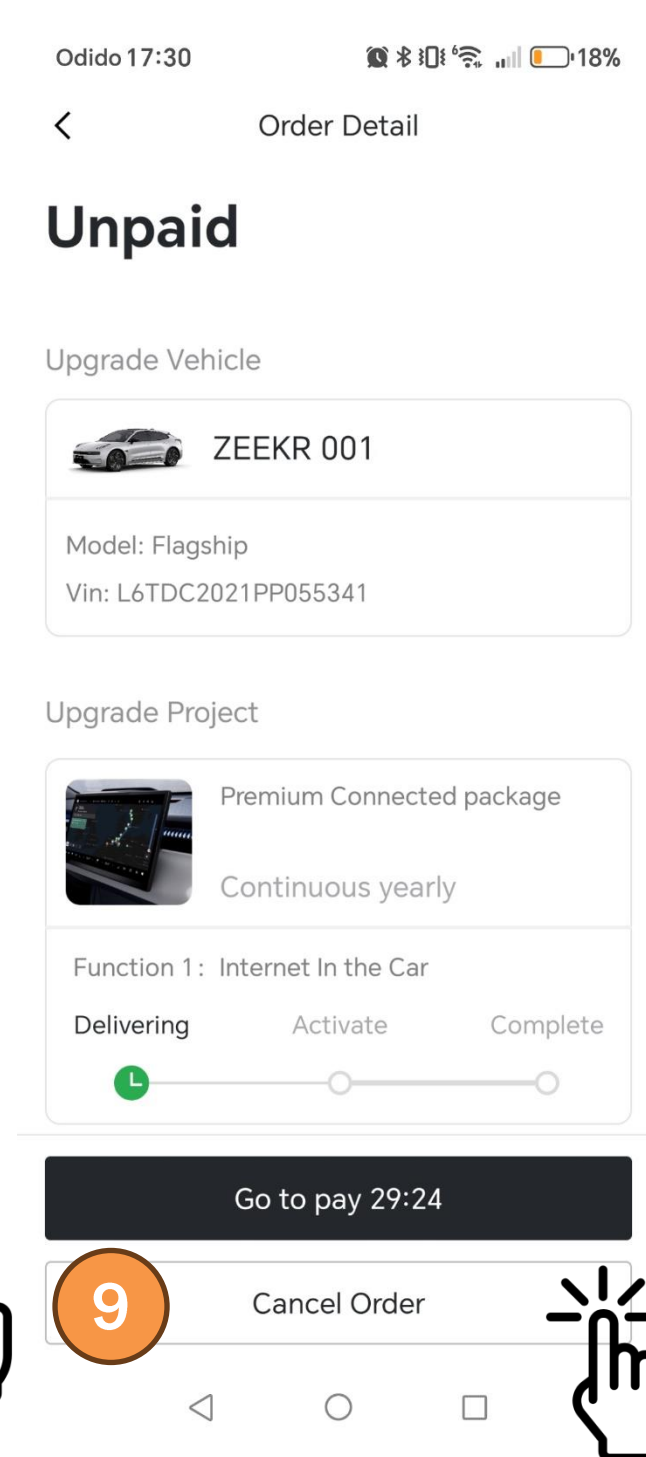 Odido 17:30 6 18%
Order Detail
Unpaid
Upgrade Vehicle
ZEEKR 001
Model: Flagship
Vin: L6TDC2021PP055341
Upgrade Project
Premium Connected package
Continuous yearly
Function 1: Internet In the Car
Delivering Activate Complete
Go to pay 29:24
9 Cancel Order